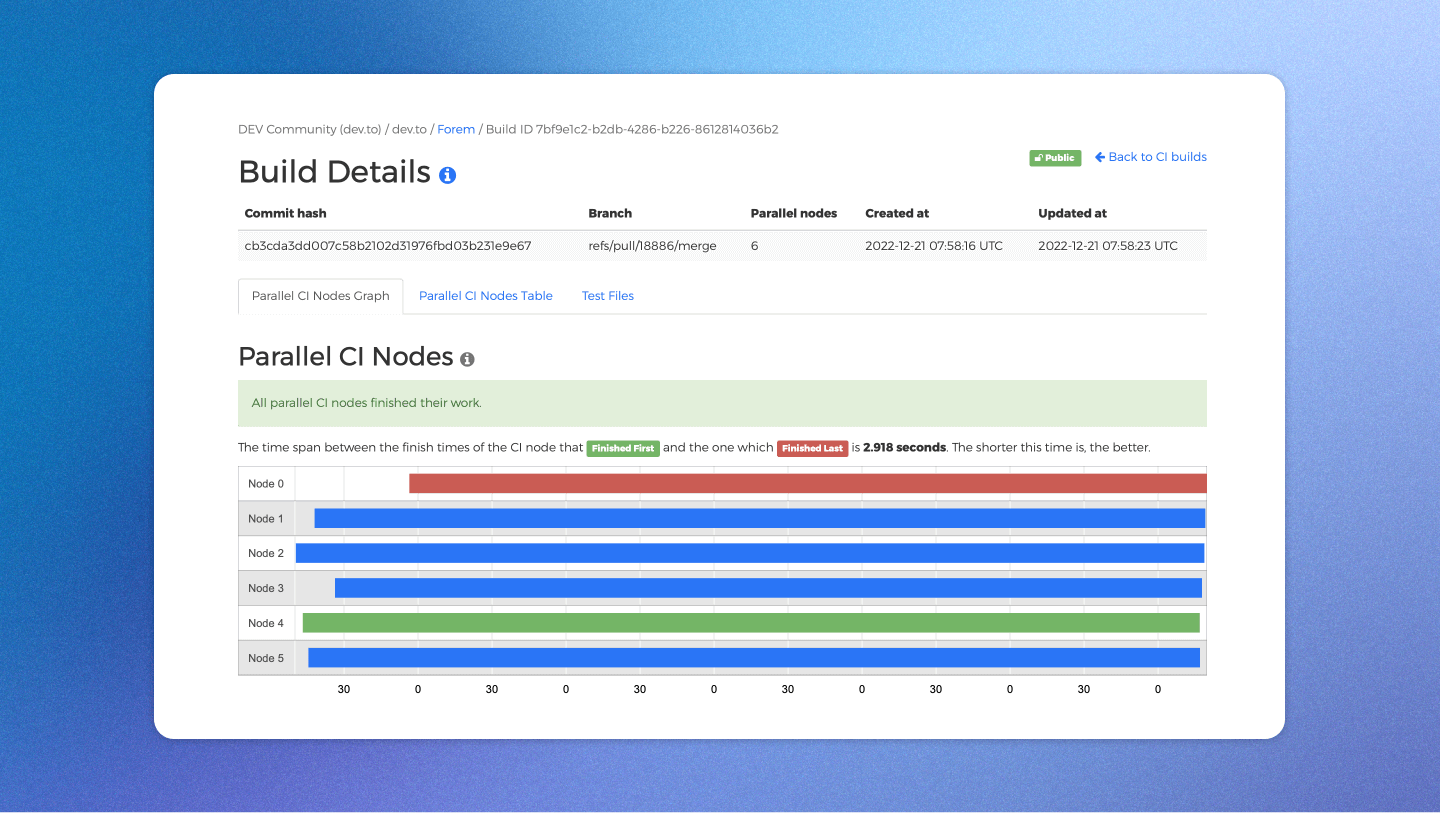 DEV Community (dev.to) / dev.to / Forem / Build ID 7bf9e1c2-b2db-4286-b226-8612814036b2
Public Back to CI builds
Build Details
Commit hash Branch Parallel nodes Created at Updated at
cb3cda3dd007c58b2102d31976fbd03b231e9e67 refs/pull/18886/merge 6 2022-12-21 07:58:16 UTC 2022-12-21 07:58:23 UTC
Parallel CI Nodes Graph Parallel CI Nodes Table Test Files
Parallel CI Nodes
All parallel CI nodes finished their work.
The time span between the finish times of the CI node that Finished First and the one which Finished Last is 2.918 seconds. The shorter this time is, the better.
Node 0
Node 1
Node 2
Node 3
Node 4
Node 5
30 0 30 0 30 0 30 0 30 0 30 0